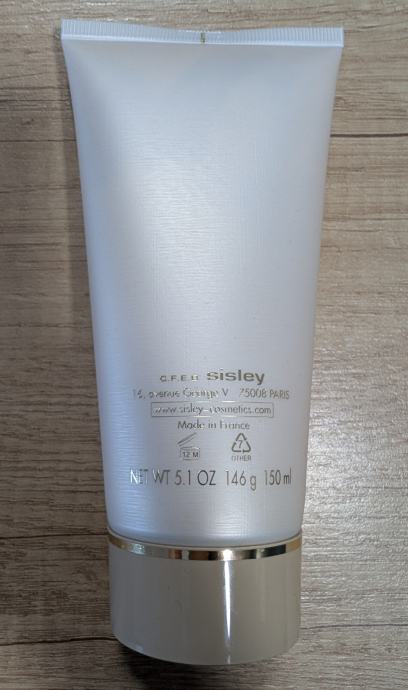 C.F.E.B. sisley
16, avenue George V 75008 PARIS
www.sisley-cosmetics.com
Made in France
12 M
7
OTHER
NET WT 5.1 OZ 146 g 150 ml